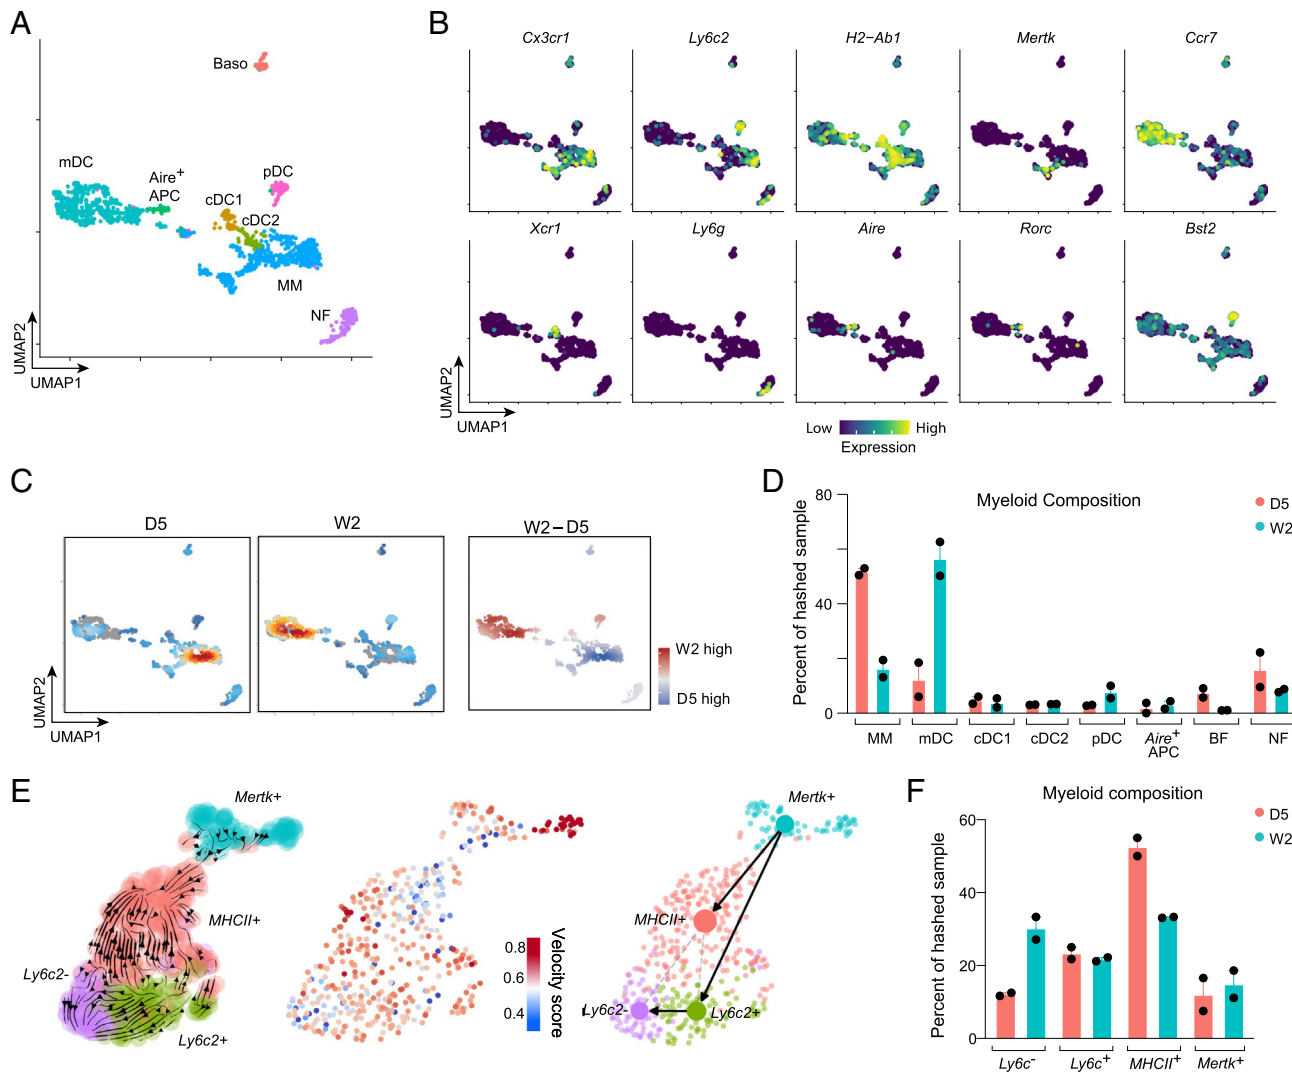 A
Baso
mDC
Aire+
APC
pDC
cDC1
cDC2
MM
NF
UMAP2
UMAP1
B
Cx3cr1
Ly6c2
H2−Ab1
Mertk
Ccr7
Xcr1
Ly6g
Aire
Rorc
Bst2
UMAP2
UMAP1
Low
High
Expression
C
D5
W2
W2−D5
W2 high
D5 high
UMAP2
UMAP1
D
Myeloid Composition
D5
W2
Percent of hashed sample
80
40
0
MM
mDC
cDC1
cDC2
pDC
Aire+
APC
BF
NF
E
Mertk+
MHCII+
Ly6c2-
Ly6c2+
0.8
0.6
0.4
Velocity score
Mertk+
MHCII+
Ly6c2-
Ly6c2+
F
Myeloid composition
D5
W2
Percent of hashed sample
60
40
20
0
Ly6c-
Ly6c+
MHCII+
Mertk+